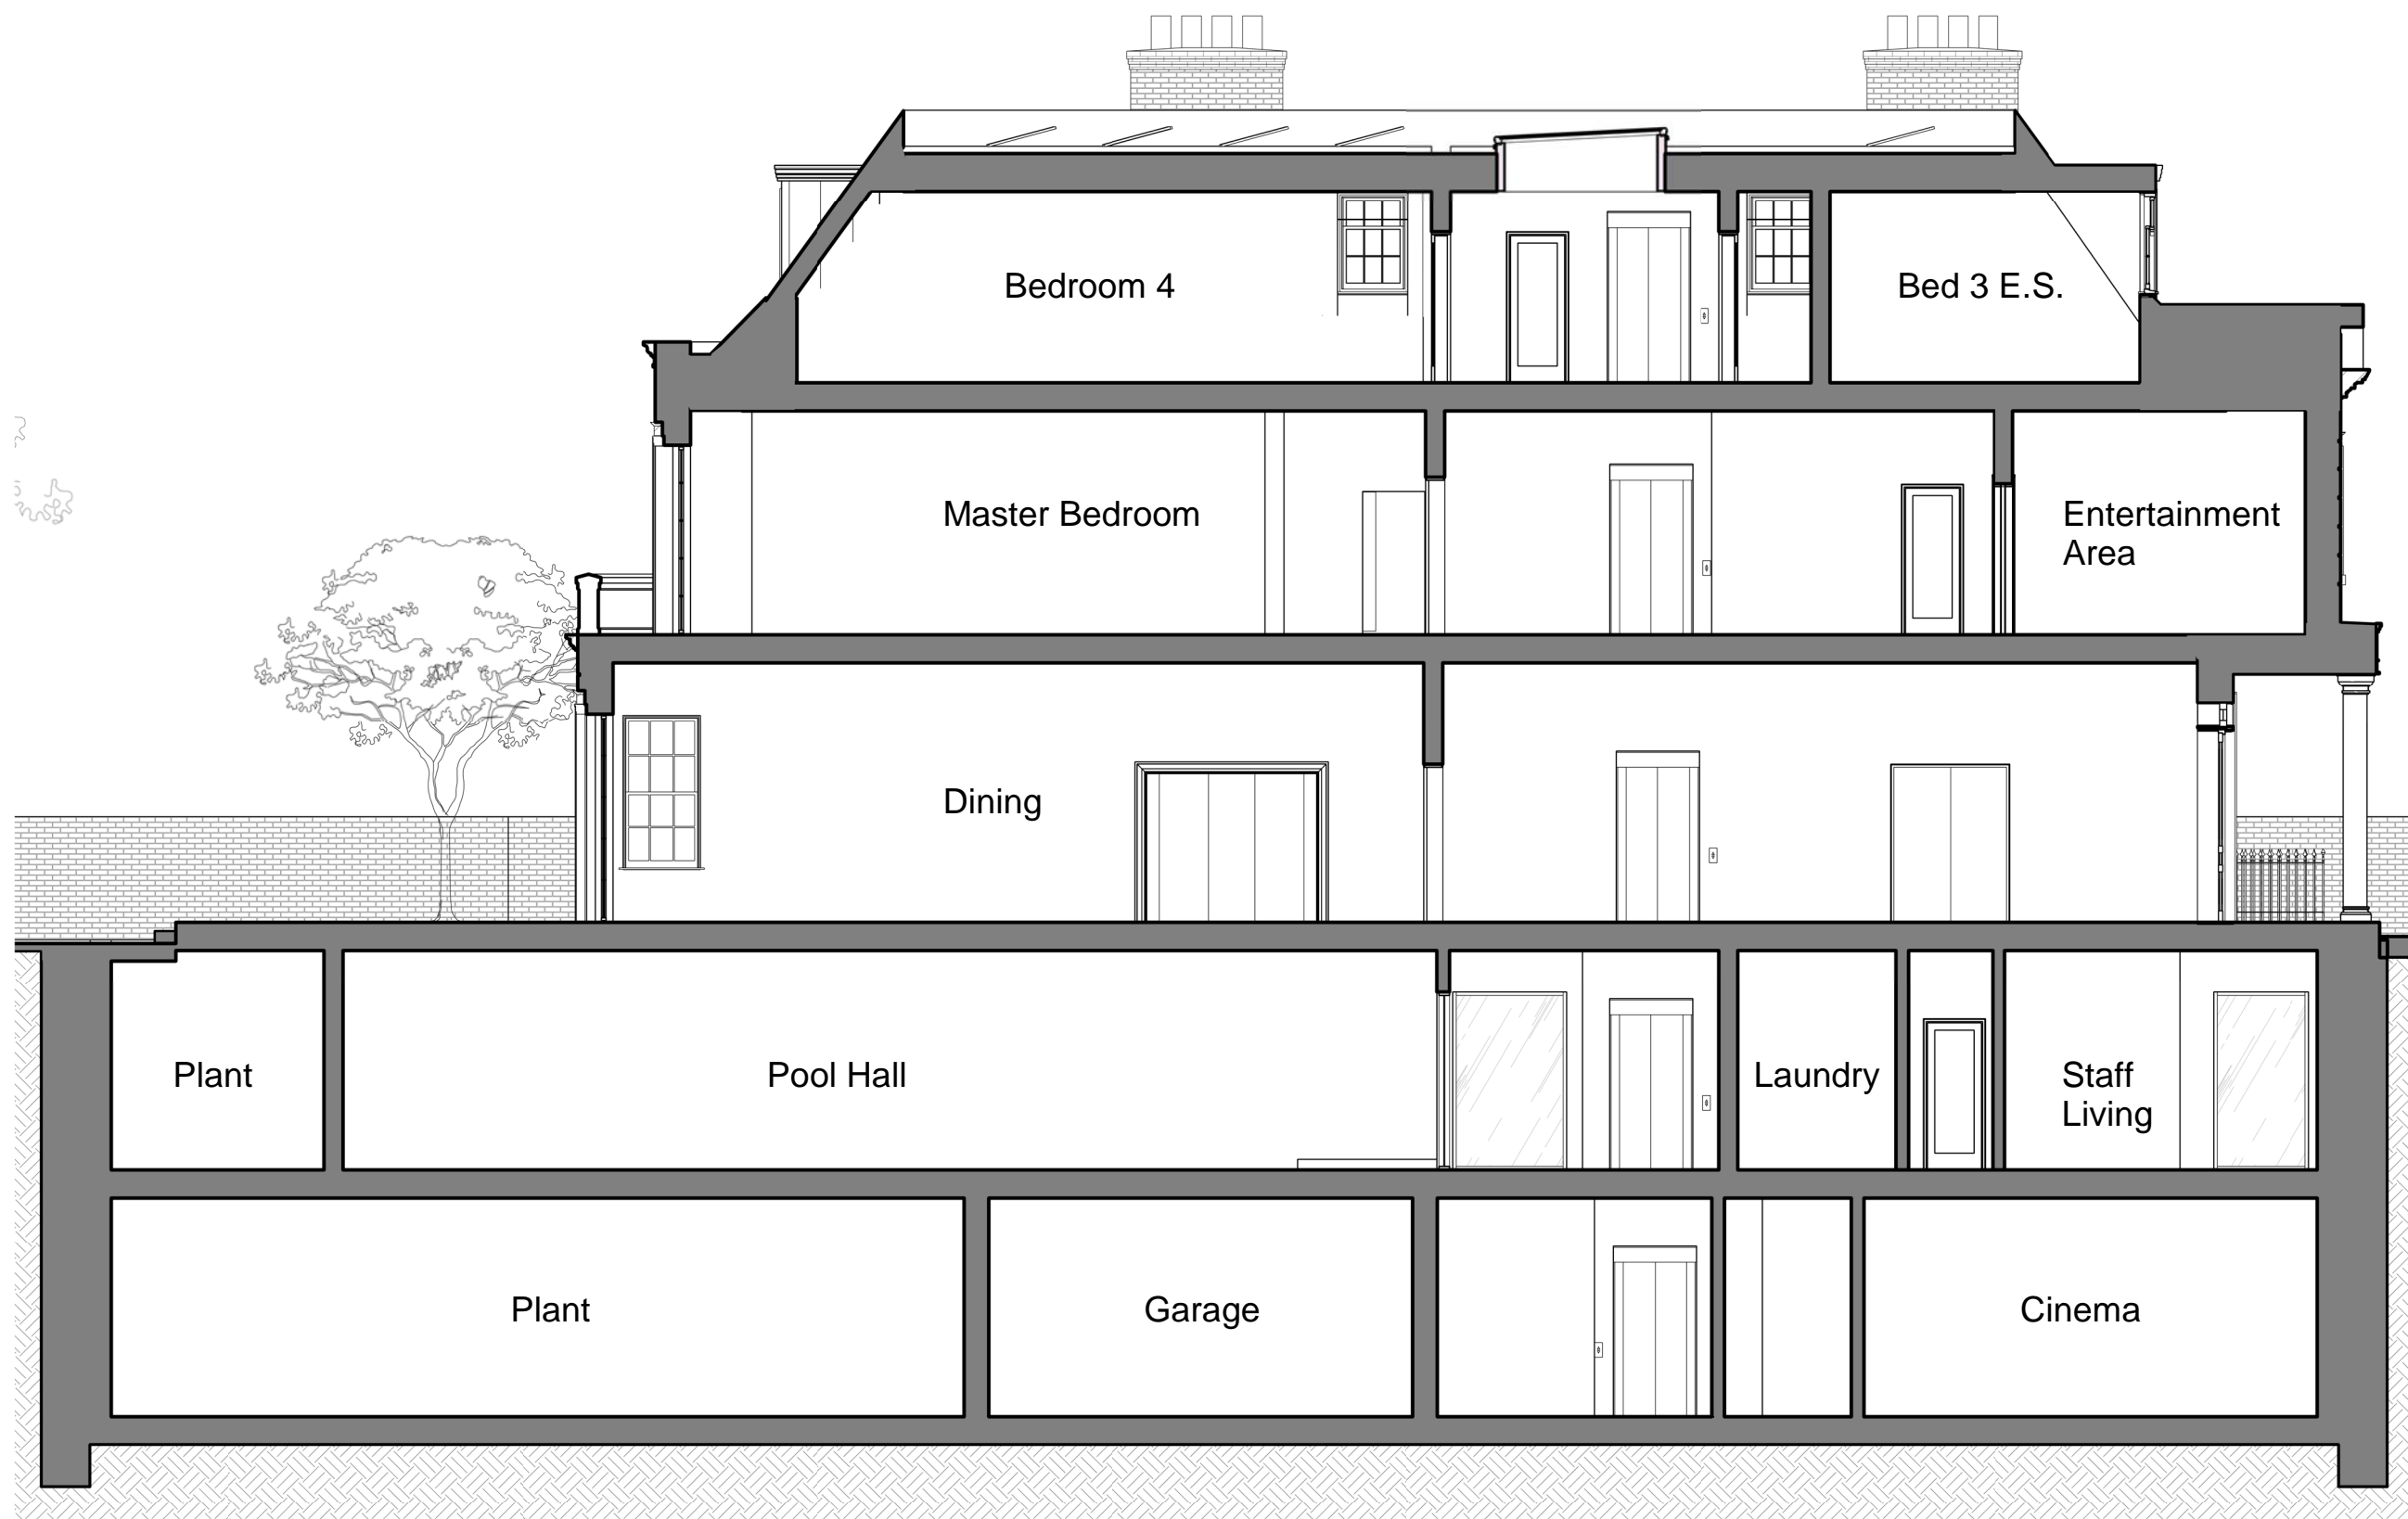 Bedroom 4
Bed 3 E.S.
Master Bedroom
Entertainment
Area
Dining
Plant
Pool Hall
Laundry
Staff
Living
Plant
Garage
Cinema